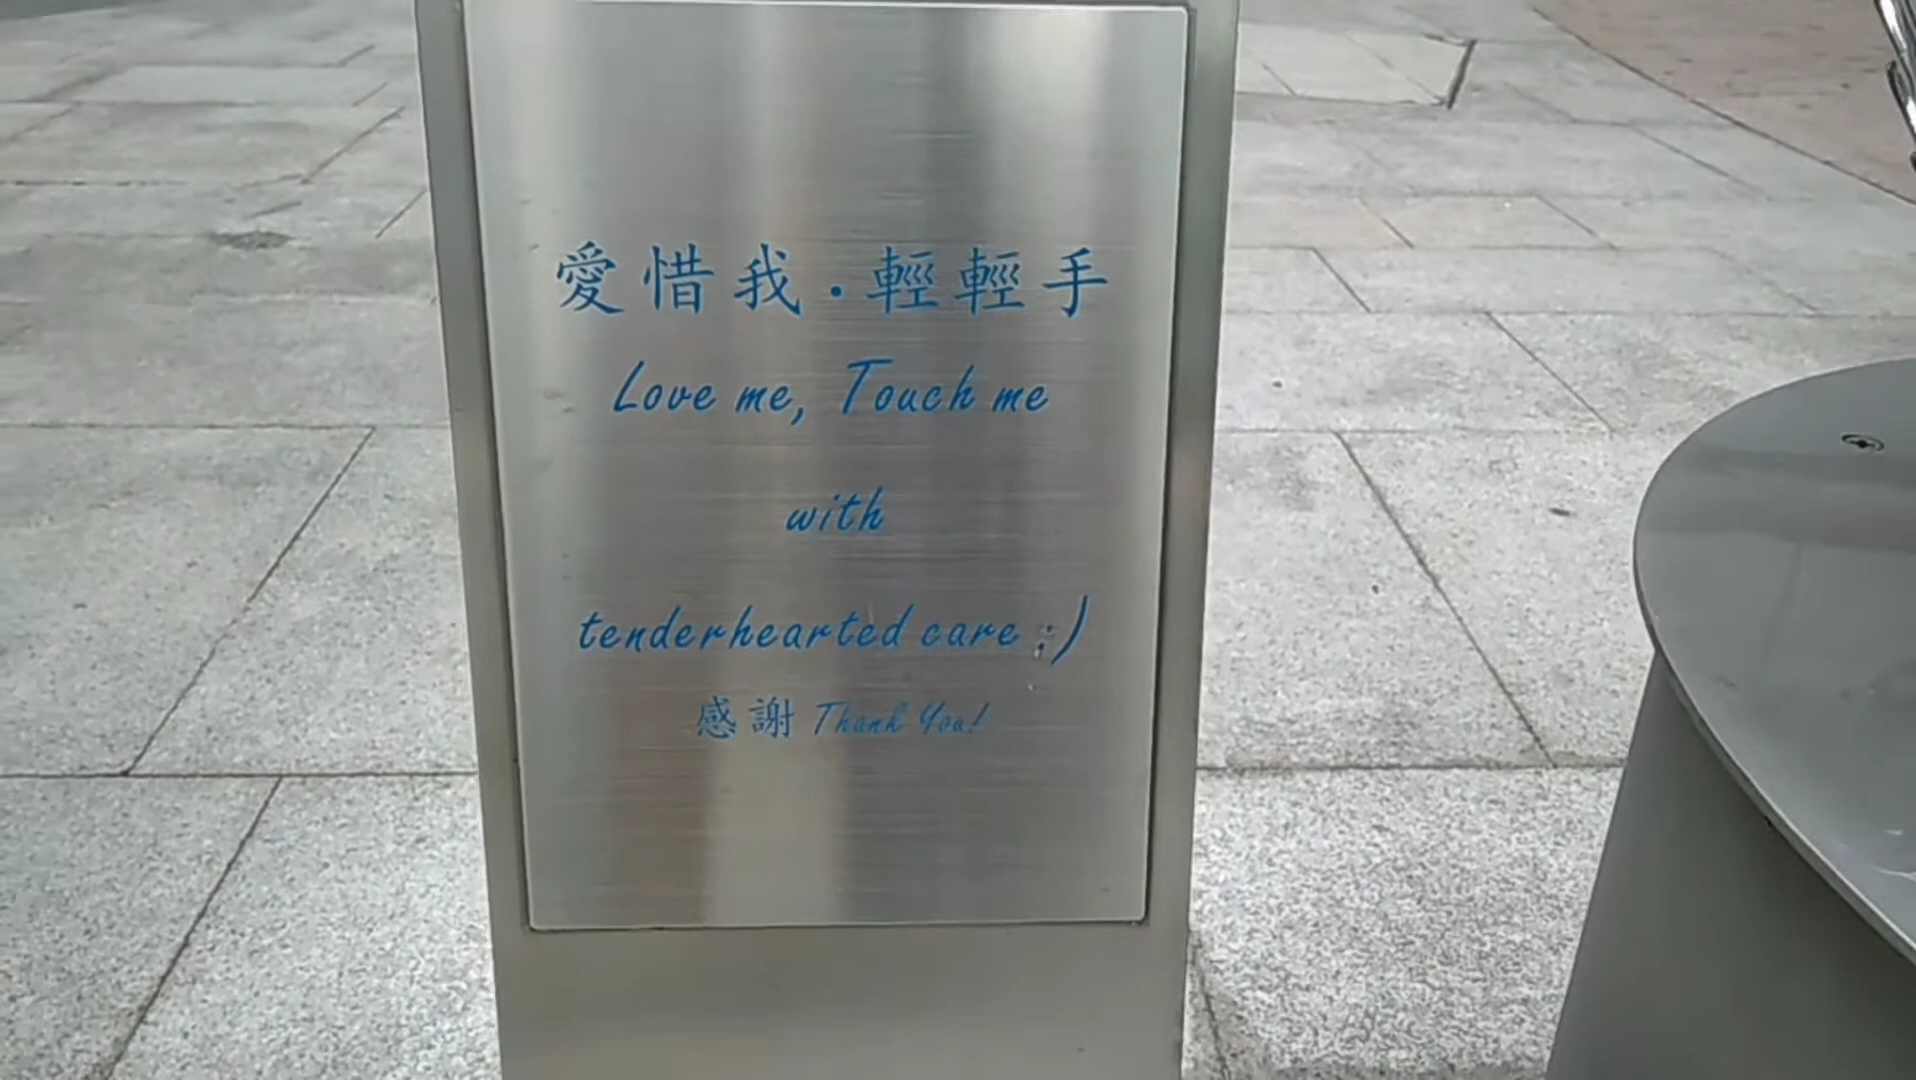 愛惜我·輕輕手
Love me, Touch me
with
tenderhearted care :)
感謝 Thank You!